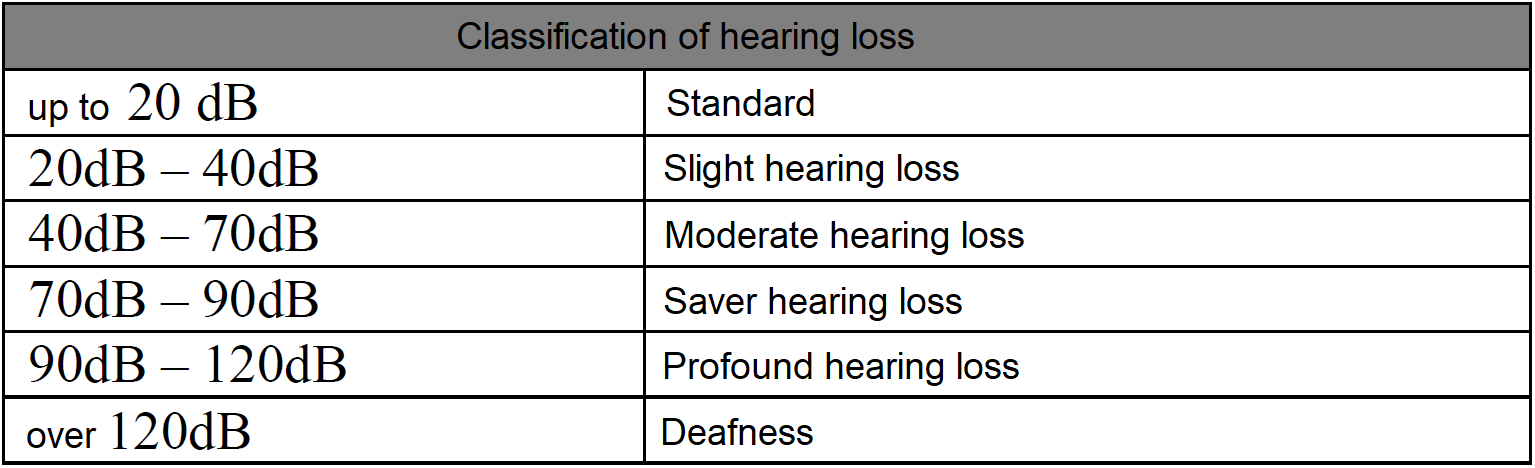 Classification of hearing loss
up to 20 dB Standard
20dB – 40dB Slight hearing loss
40dB – 70dB Moderate hearing loss
70dB – 90dB Saver hearing loss
90dB – 120dB Profound hearing loss
over 120dB Deafness